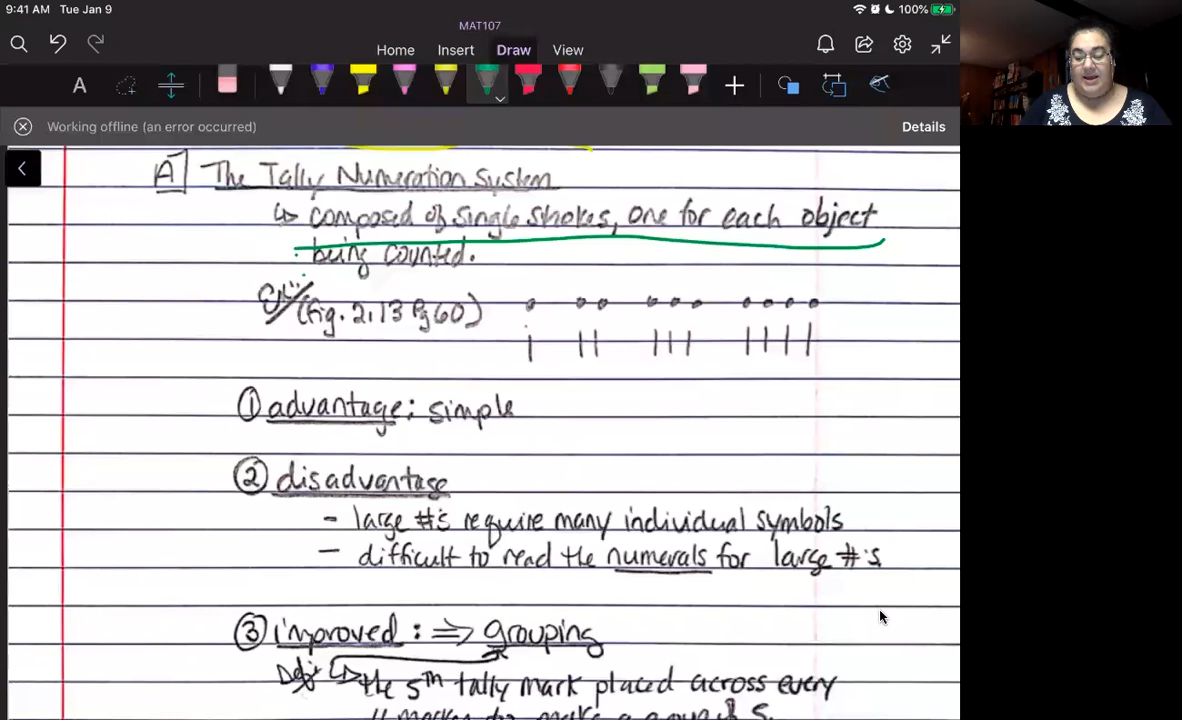 9:41 AM Tue Jan 9
100%
MAT107
Home Insert Draw View
A
Working offline (an error occurred)
Details
A The Tally Numeration System
↳ composed of single strokes, one for each object
being counted.
(fig. 2.13 Pg 60)
| || ||| ||||
① advantage: simple
② disadvantage
- large #'s require many individual symbols
- difficult to read the numerals for large #'s
③ improved : ⇒ grouping
Def ↳ the 5th tally mark placed across every